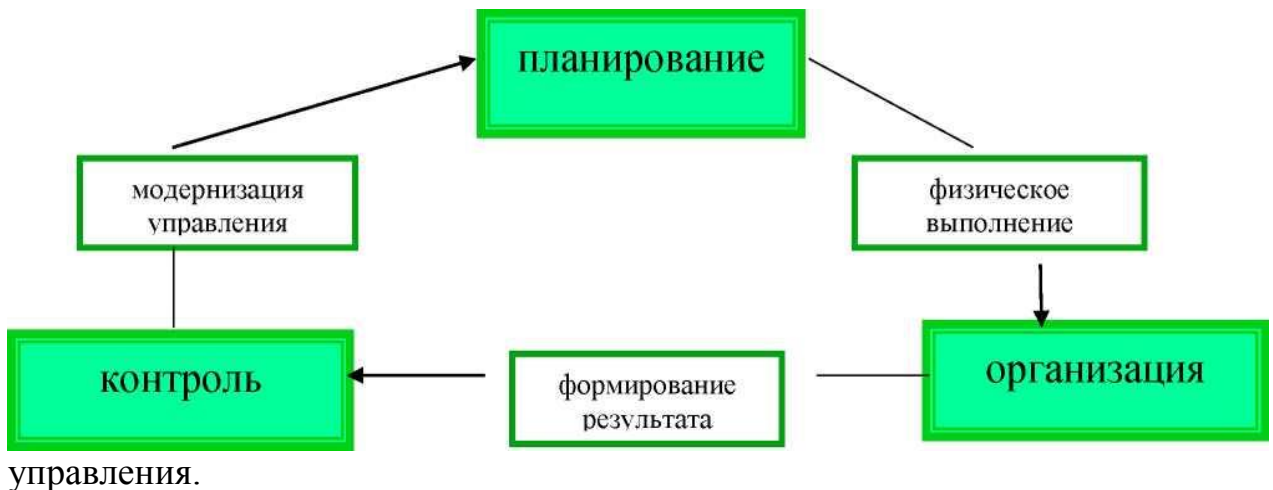 планирование
модернизация
управления
физическое
выполнение
контроль
формирование
результата
организация
управления.